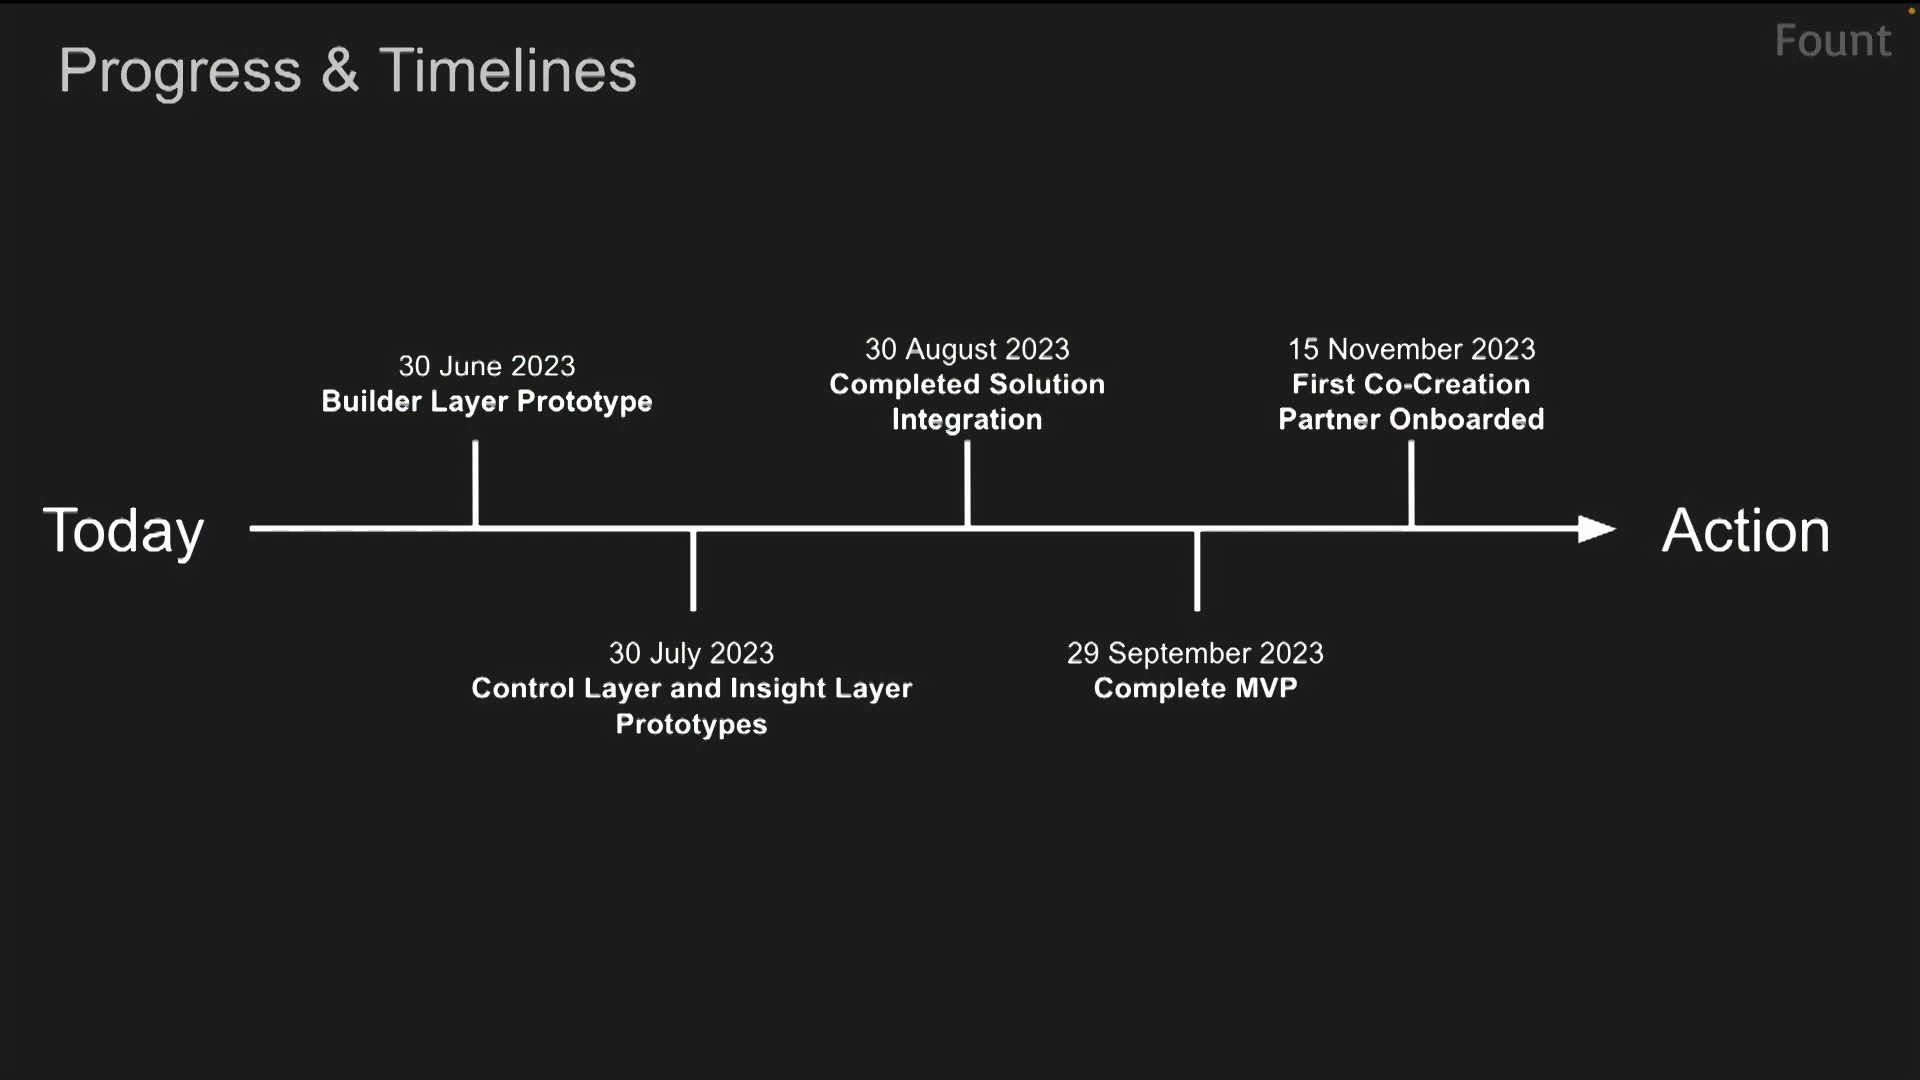 Progress & Timelines
Fount
30 June 2023
Builder Layer Prototype
30 August 2023
Completed Solution
Integration
15 November 2023
First Co-Creation
Partner Onboarded
Today
Action
30 July 2023
Control Layer and Insight Layer
Prototypes
29 September 2023
Complete MVP